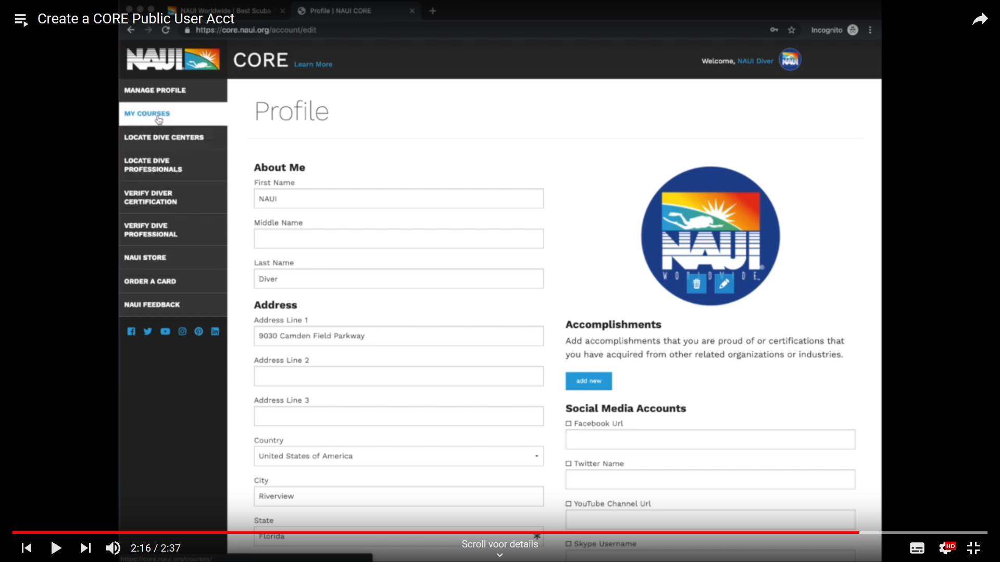 NAUI Worldwide | Best Scuba
Profile | NAUI CORE
Create a CORE Public User Acct
https://core.naui.org/account/edit
Incognito
NAUI
CORE
Learn More
Welcome, NAUI Diver
NAUI
MANAGE PROFILE
MY COURSES
LOCATE DIVE CENTERS
LOCATE DIVE
PROFESSIONALS
VERIFY DIVER
CERTIFICATION
VERIFY DIVE
PROFESSIONAL
NAUI STORE
ORDER A CARD
NAUI FEEDBACK
Profile
About Me
First Name
NAUI
Middle Name
Last Name
Diver
Address
Address Line 1
9030 Camden Field Parkway
Address Line 2
Address Line 3
Country
United States of America
City
Riverview
State
Florida
NAUI®
WORLDWIDE™
Accomplishments
Add accomplishments that you are proud of or certifications that
you have acquired from other related organizations or industries.
add new
Social Media Accounts
Facebook Url
Twitter Name
YouTube Channel Url
Skype Username
Scroll voor details
2:16 / 2:37
HD
https://core.naui.org/courses/